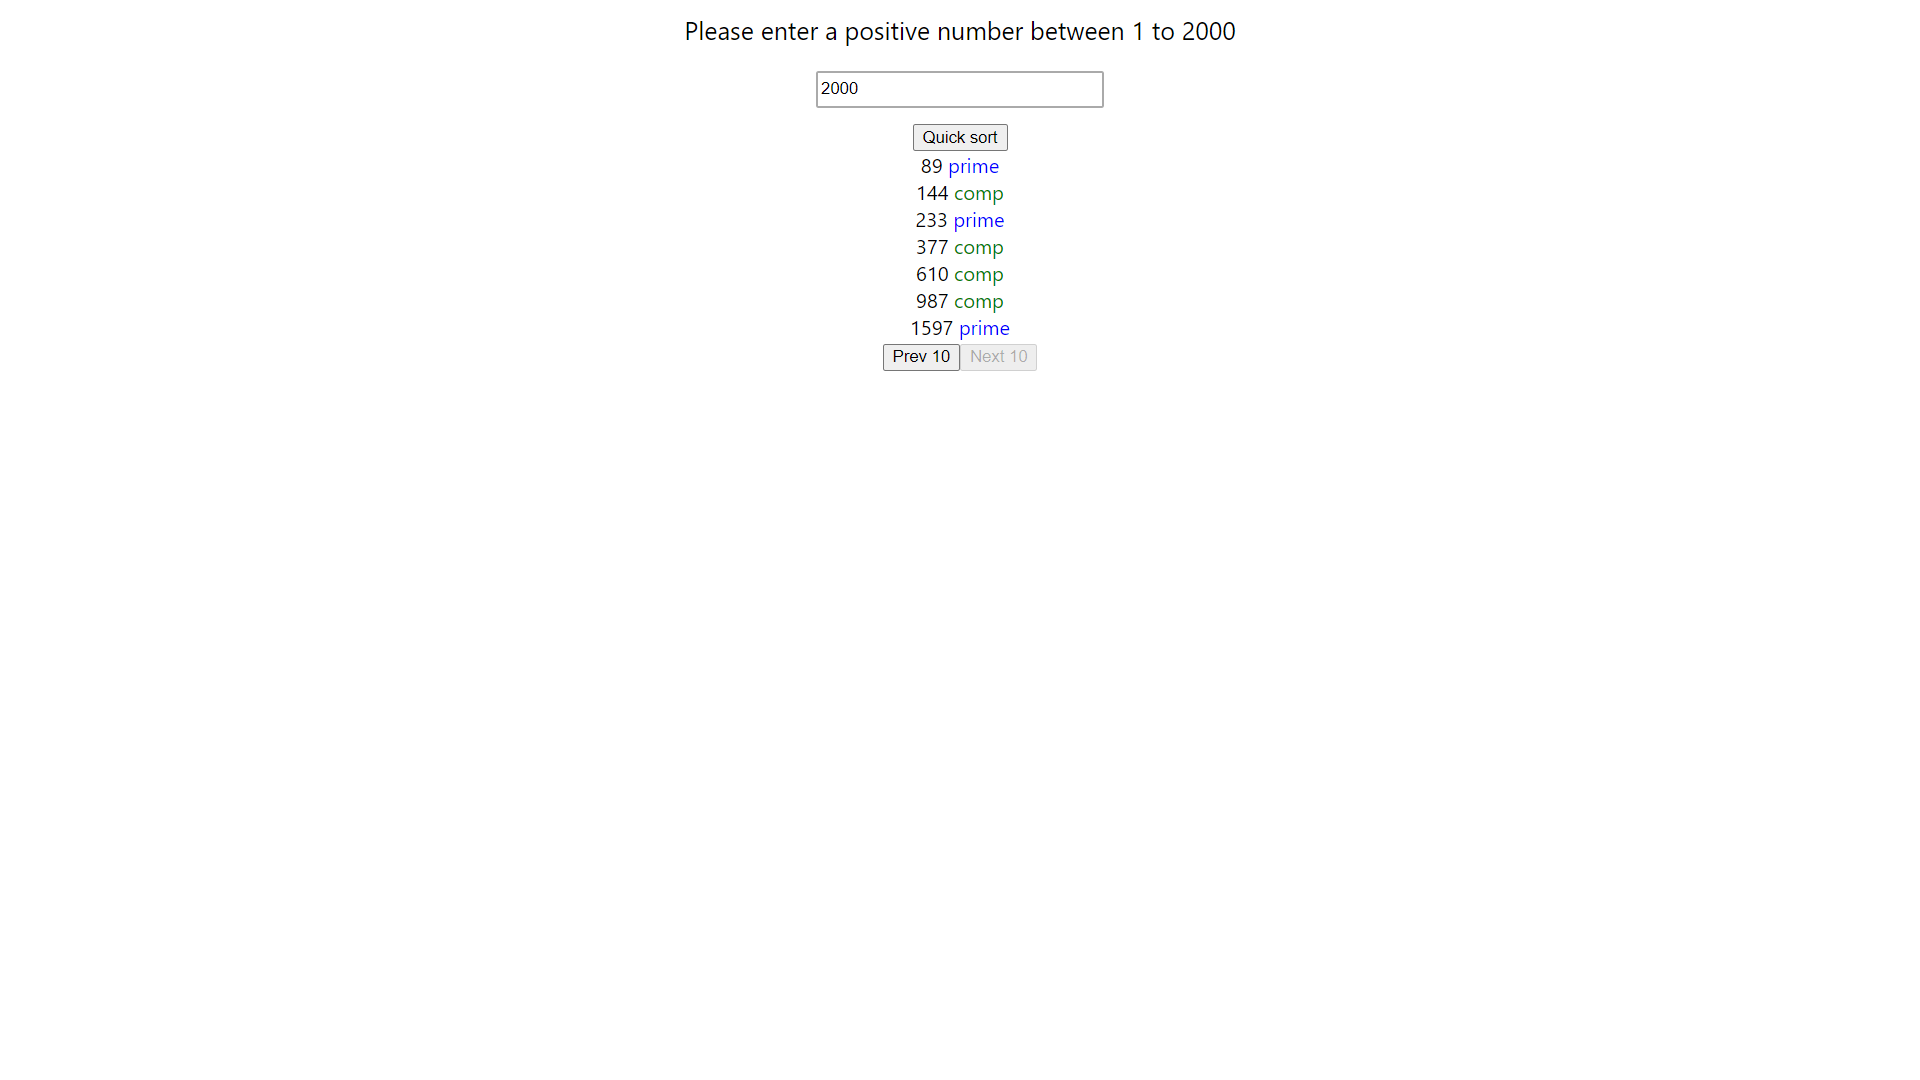 Please enter a positive number between 1 to 2000
2000
Quick sort
89 prime
144 comp
233 prime
377 comp
610 comp
987 comp
1597 prime
Prev 10 Next 10